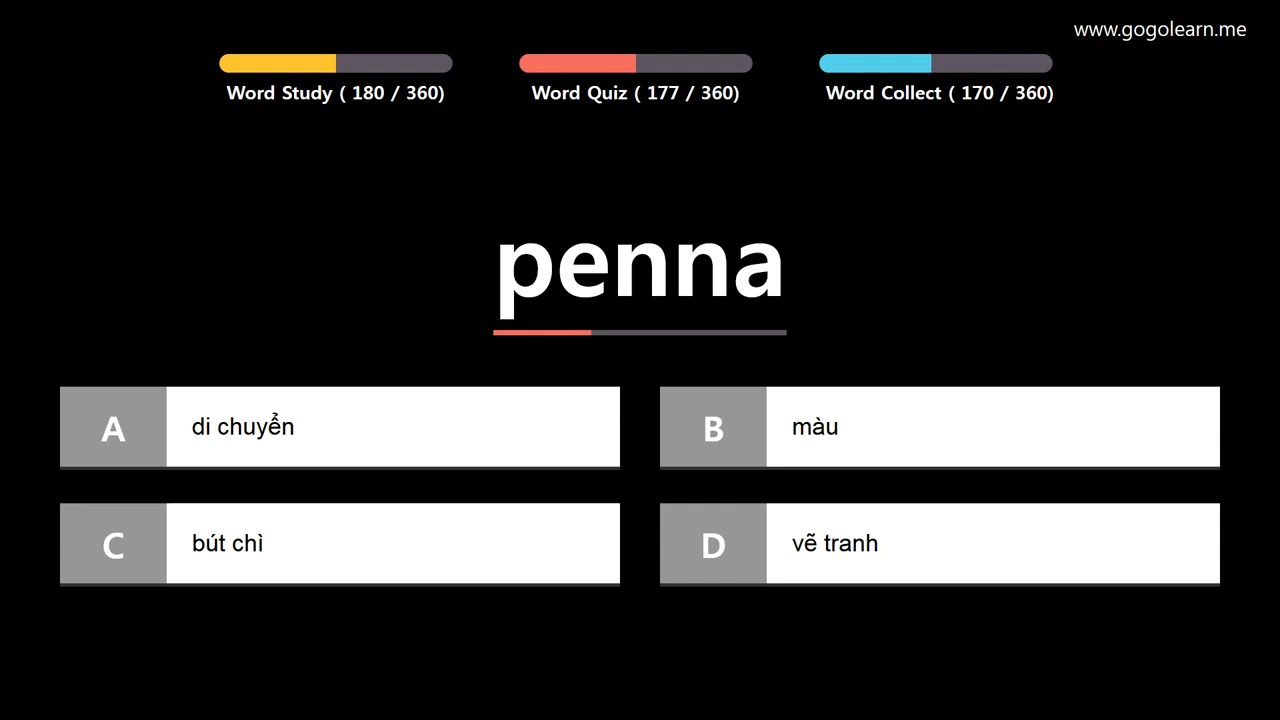 www.gogolearn.me
Word Study ( 180 / 360)
Word Quiz ( 177 / 360)
Word Collect ( 170 / 360)
penna
A di chuyển
B màu
C bút chì
D vẽ tranh